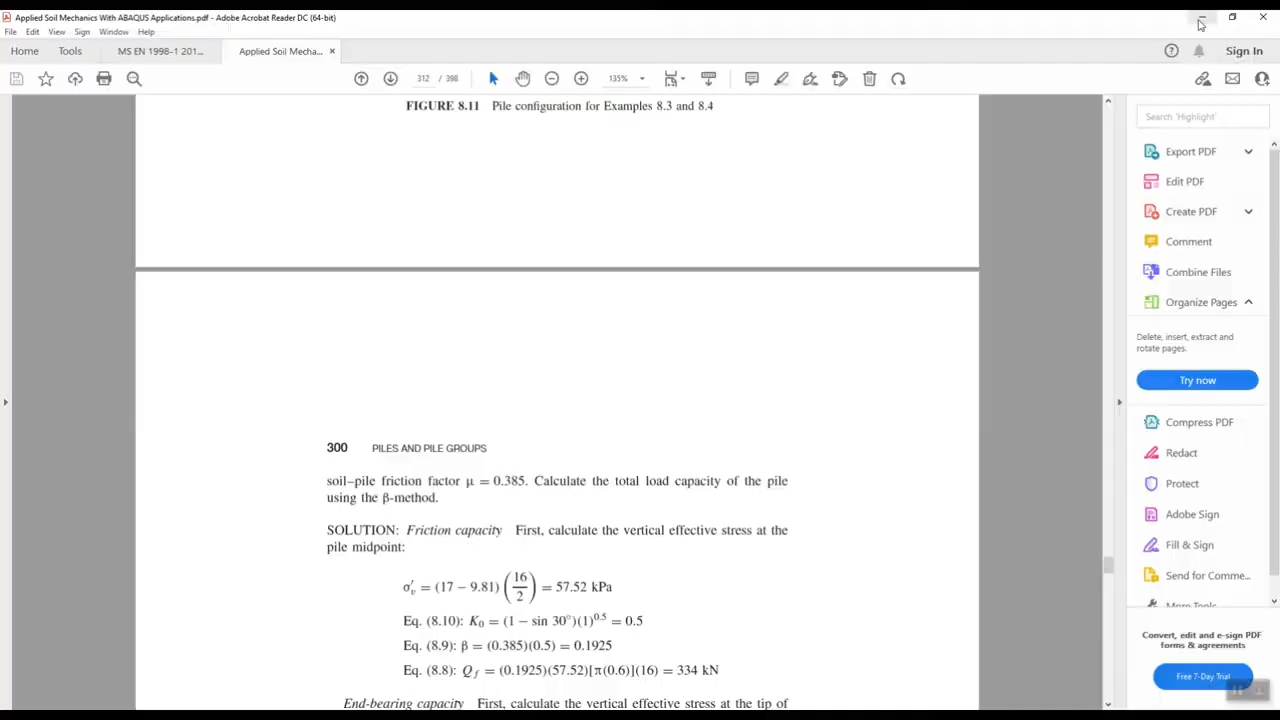 Applied Soil Mechanics With ABAQUS Applications.pdf - Adobe Acrobat Reader DC (64-bit)
File Edit View Sign Window Help
Home Tools MS EN 1998-1 201... Applied Soil Mecha... × Sign In
312 / 398 135%
FIGURE 8.11 Pile configuration for Examples 8.3 and 8.4
300 PILES AND PILE GROUPS
soil–pile friction factor μ = 0.385. Calculate the total load capacity of the pile
using the β-method.
SOLUTION: Friction capacity First, calculate the vertical effective stress at the
pile midpoint:
σ′v = (17 − 9.81) (16/2) = 57.52 kPa
Eq. (8.10): K0 = (1 − sin 30°)(1)^0.5 = 0.5
Eq. (8.9): β = (0.385)(0.5) = 0.1925
Eq. (8.8): Qf = (0.1925)(57.52)[π(0.6)](16) = 334 kN
End-bearing capacity First, calculate the vertical effective stress at the tip of
Search 'Highlight'
Export PDF
Edit PDF
Create PDF
Comment
Combine Files
Organize Pages
Delete, insert, extract and
rotate pages.
Try now
Compress PDF
Redact
Protect
Adobe Sign
Fill & Sign
Send for Comme...
More Tools
Convert, edit and e-sign PDF
forms & agreements
Free 7-Day Trial